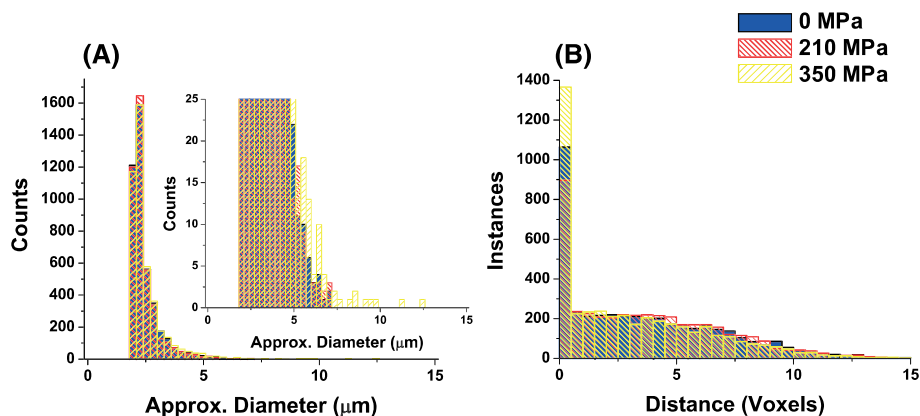 0 MPa
210 MPa
350 MPa
(A)
(B)
1600
1400
1200
1000
800
600
400
200
0
Counts
0 5 10 15
Approx. Diameter (μm)
25
20
15
10
5
0
Counts
0 5 10 15
Approx. Diameter (μm)
1400
1200
1000
800
600
400
200
0
Instances
0 5 10 15
Distance (Voxels)